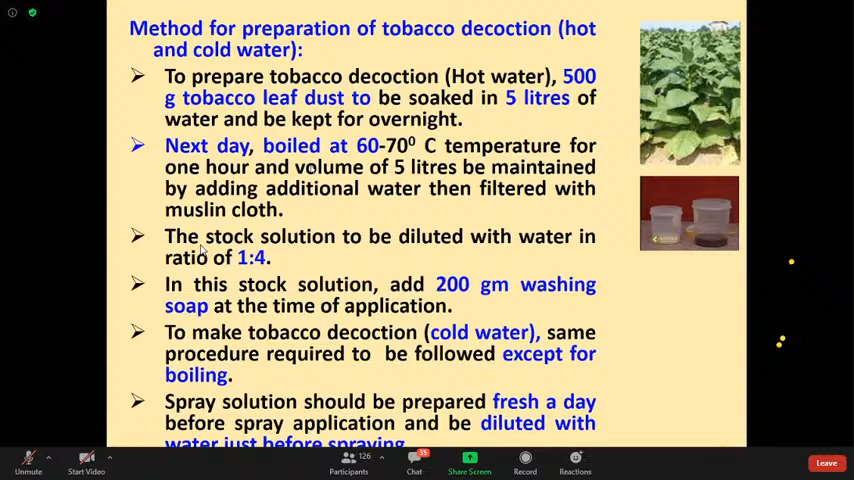 Method for preparation of tobacco decoction (hot
and cold water):
To prepare tobacco decoction (Hot water), 500
g tobacco leaf dust to be soaked in 5 litres of
water and be kept for overnight.
Next day, boiled at 60-70⁰ C temperature for
one hour and volume of 5 litres be maintained
by adding additional water then filtered with
muslin cloth.
The stock solution to be diluted with water in
ratio of 1:4.
In this stock solution, add 200 gm washing
soap at the time of application.
To make tobacco decoction (cold water), same
procedure required to be followed except for
boiling.
Spray solution should be prepared fresh a day
before spray application and be diluted with
water just before spraying.
Unmute
Start Video
126
Participants
35
Chat
Share Screen
Record
Reactions
Leave